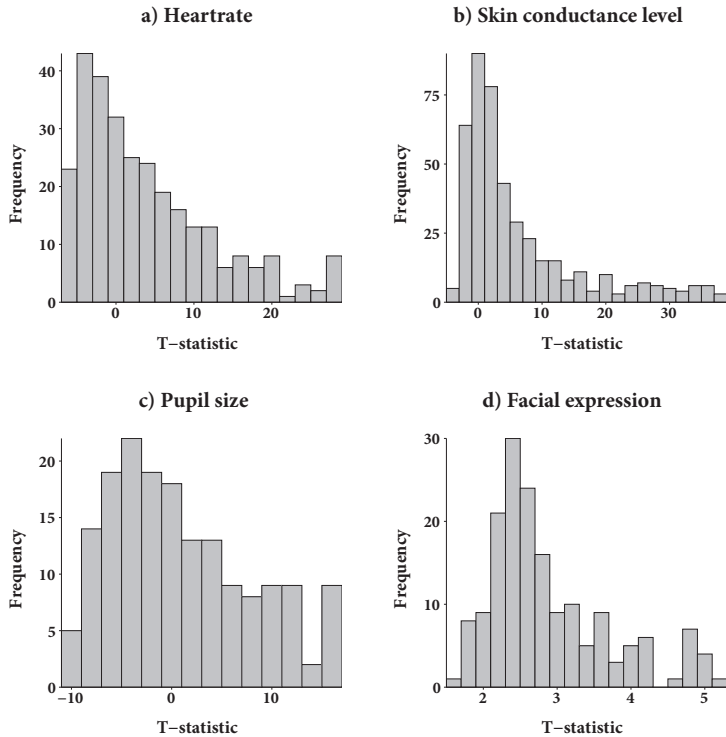 a) Heartrate
40
30
20
10
0
Frequency
0 10 20
T−statistic
b) Skin conductance level
75
50
25
0
Frequency
0 10 20 30
T−statistic
c) Pupil size
20
15
10
5
0
Frequency
−10 0 10
T−statistic
d) Facial expression
30
20
10
0
Frequency
2 3 4 5
T−statistic